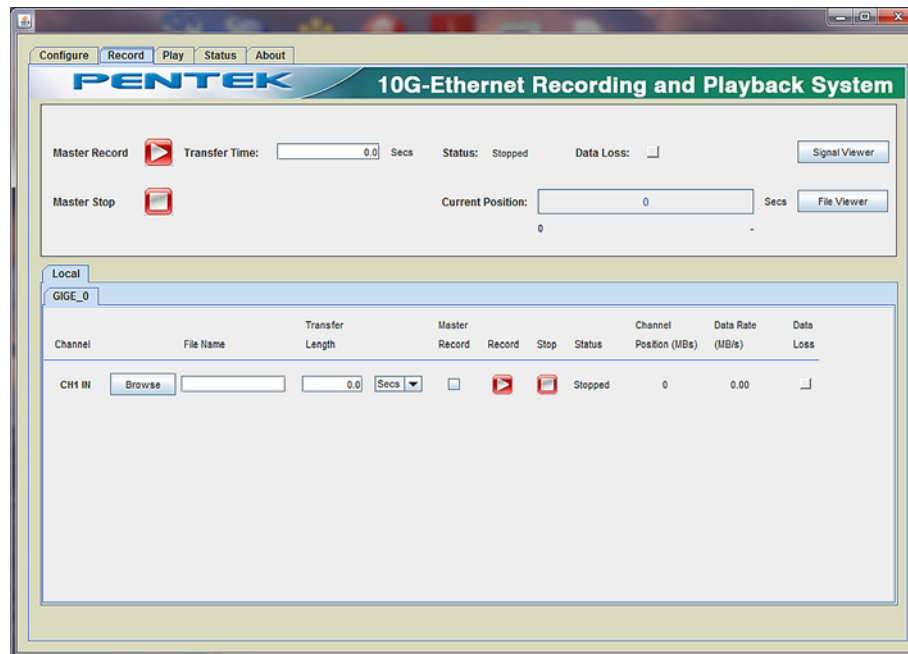 Configure Record Play Status About
PENTEK 10G-Ethernet Recording and Playback System
Master Record Transfer Time: 0.0 Secs Status: Stopped Data Loss: Signal Viewer
Master Stop Current Position: 0 Secs File Viewer
0 -
Local
GIGE_0
Transfer Master Channel Data Rate Data
Channel File Name Length Record Record Stop Status Position (MBs) (MB/s) Loss
CH1 IN Browse 0.0 Secs Stopped 0 0.00